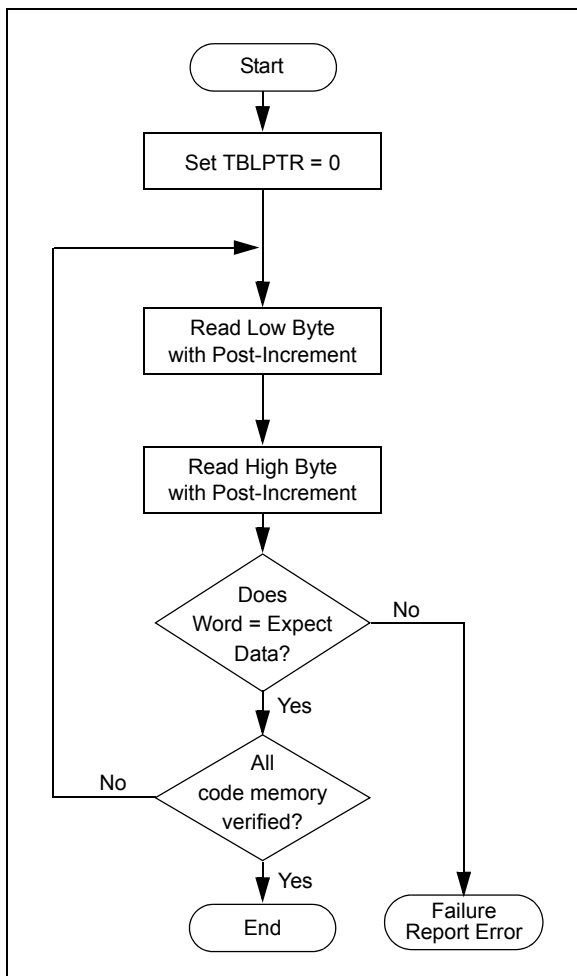 Start
Set TBLPTR = 0
Read Low Byte
with Post-Increment
Read High Byte
with Post-Increment
Does
Word = Expect
Data?
No
Yes
All
code memory
verified?
No
Yes
End
Failure
Report Error